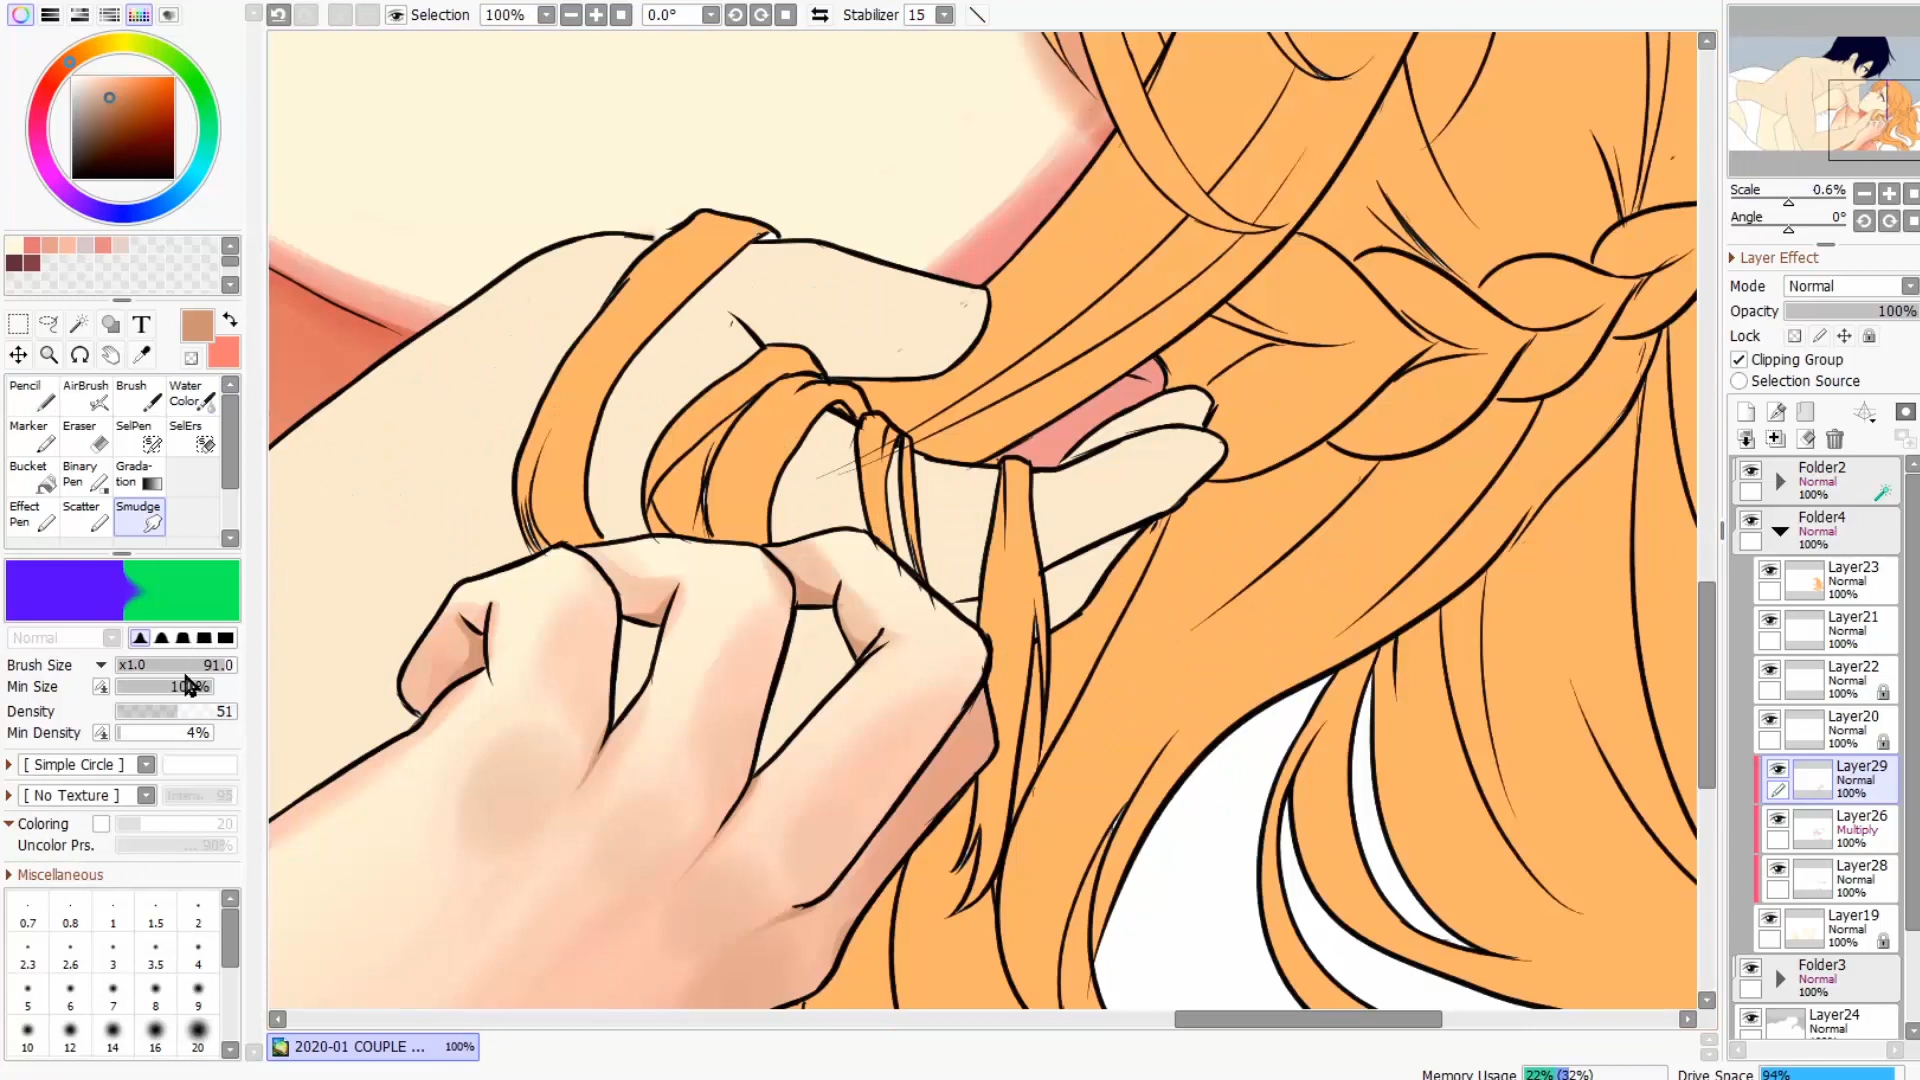 Selection 100% 0.0° Stabilizer 15
Scale 0.6%
Angle 0°
Layer Effect
Mode Normal
Opacity 100%
Lock
Clipping Group
Selection Source
Folder2
Normal
100%
Folder4
Normal
100%
Layer23
Normal
100%
Layer21
Normal
100%
Layer22
Normal
100%
Layer20
Normal
100%
Layer29
Normal
100%
Layer26
Multiply
100%
Layer28
Normal
100%
Layer19
Normal
100%
Folder3
Normal
100%
Layer24
Normal
T
Pencil AirBrush Brush Water Color
Marker Eraser SelPen SelErs
Bucket Binary Pen Grada-tion
Effect Pen Scatter Smudge
Normal
Brush Size x1.0 91.0
Min Size
Density 51
Min Density 4%
[ Simple Circle ]
[ No Texture ] Intens. 95
Coloring 20
Uncolor Prs. ... 90%
Miscellaneous
0.7 0.8 1 1.5 2
2.3 2.6 3 3.5 4
5 6 7 8 9
10 12 14 16 20
2020-01 COUPLE ... 100%
Memory Usage 22% (32%) Drive Space 94%